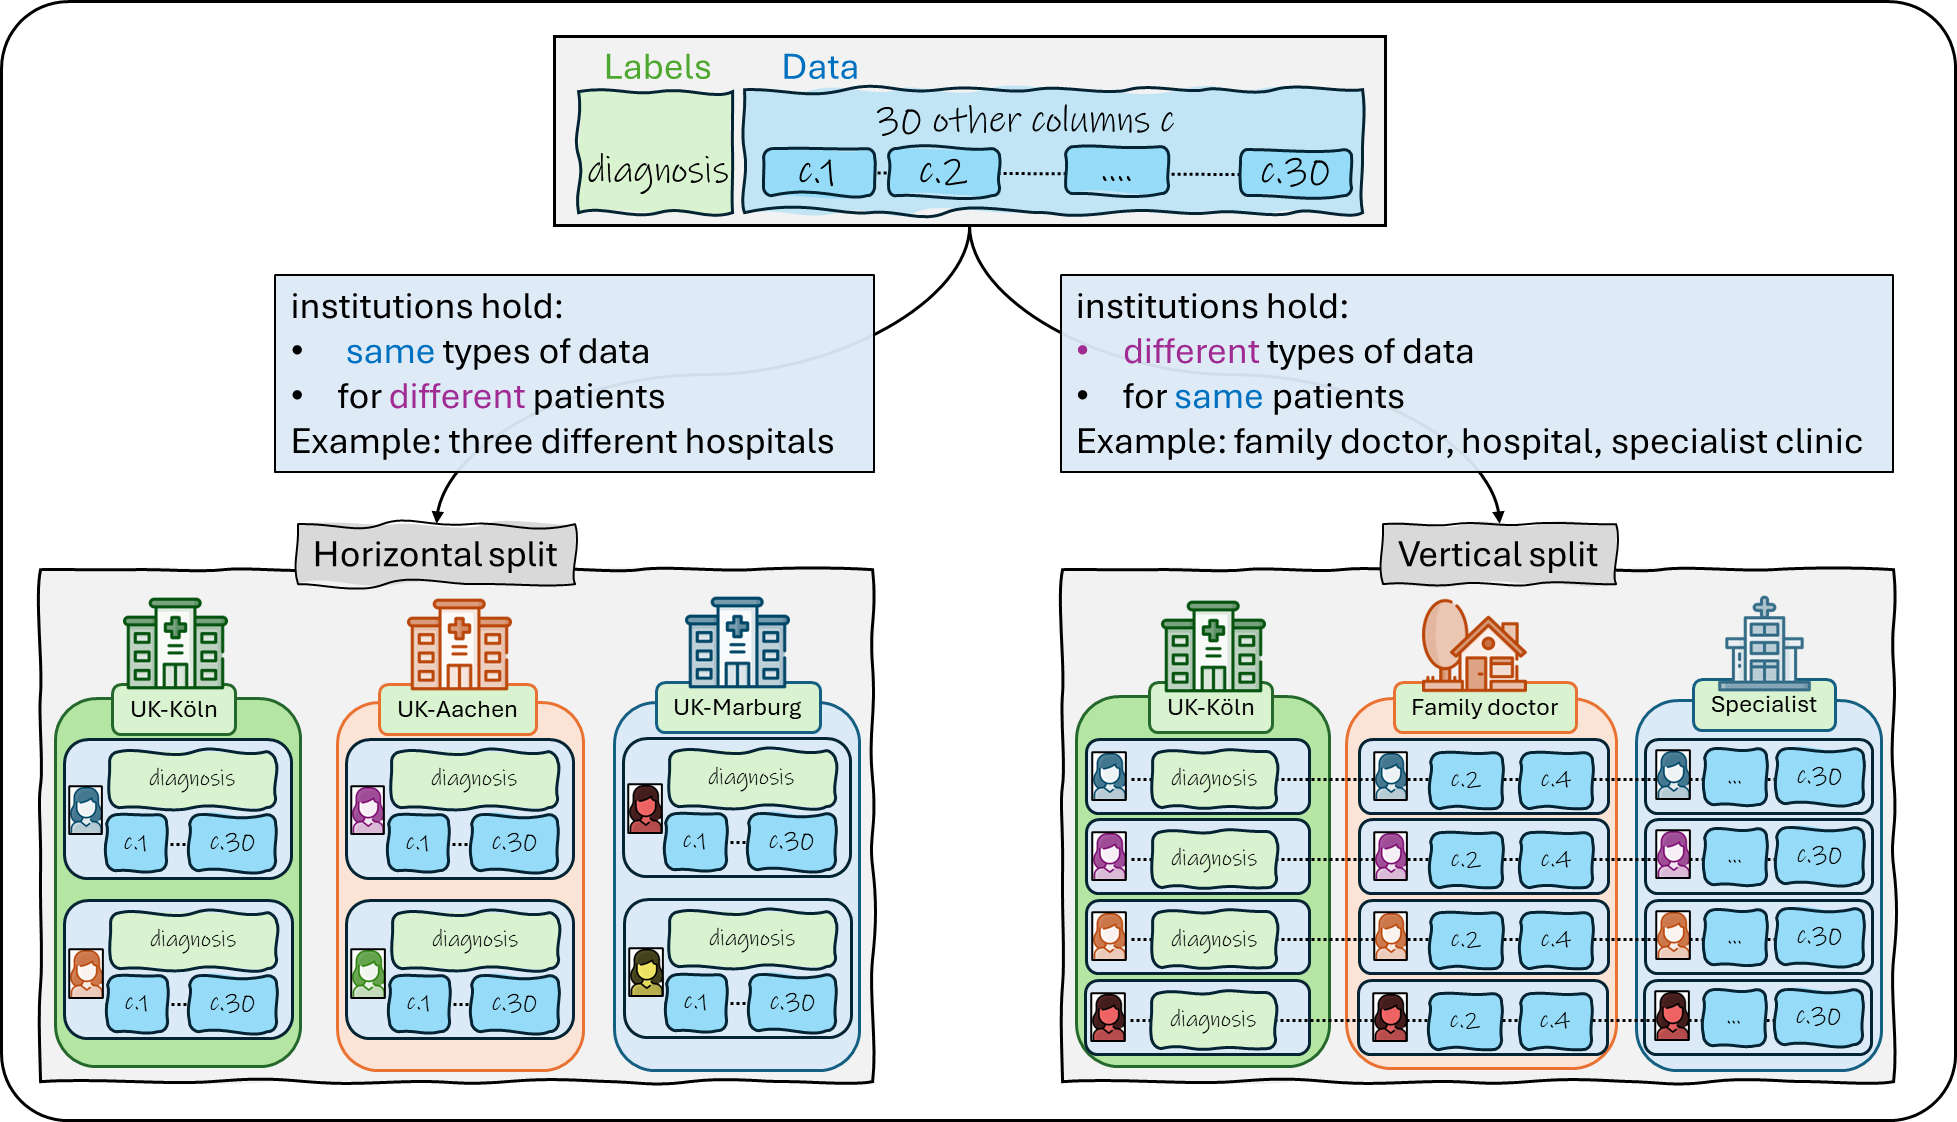 Labels
Data
30 other columns c
diagnosis
c.1
c.2
....
c.30
institutions hold:
• same types of data
• for different patients
Example: three different hospitals
institutions hold:
• different types of data
• for same patients
Example: family doctor, hospital, specialist clinic
Horizontal split
UK-Köln
diagnosis
c.1 ... c.30
diagnosis
c.1 ... c.30
UK-Aachen
diagnosis
c.1 ... c.30
diagnosis
c.1 ... c.30
UK-Marburg
diagnosis
c.1 ... c.30
diagnosis
c.1 ... c.30
Vertical split
UK-Köln
Family doctor
Specialist
diagnosis c.2 c.4 ... c.30
diagnosis c.2 c.4 ... c.30
diagnosis c.2 c.4 ... c.30
diagnosis c.2 c.4 ... c.30